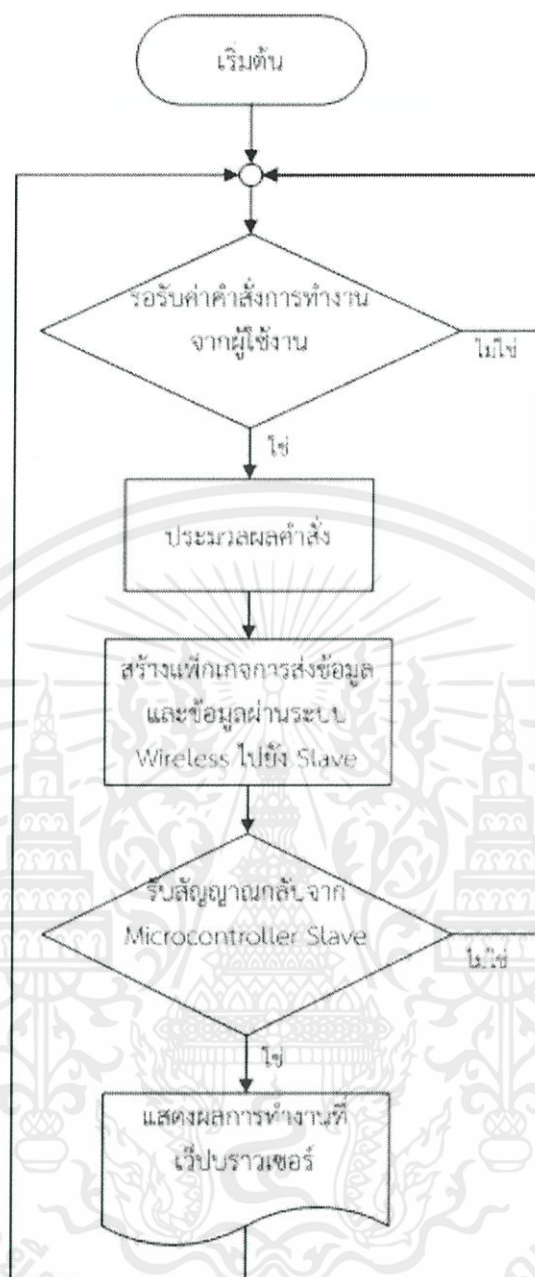 เริ่มต้น
รอรับค่าคำสั่งการทำงาน
จากผู้ใช้งาน
ไม่ใช่
ใช่
ประมวลผลคำสั่ง
สร้างแพ็กเกจการส่งข้อมูล
และข้อมูลผ่านระบบ
Wireless ไปยัง Slave
รับสัญญาณกลับจาก
Microcontroller Slave
ไม่ใช่
ใช่
แสดงผลการทำงานที่
เว็ปบราวเซอร์